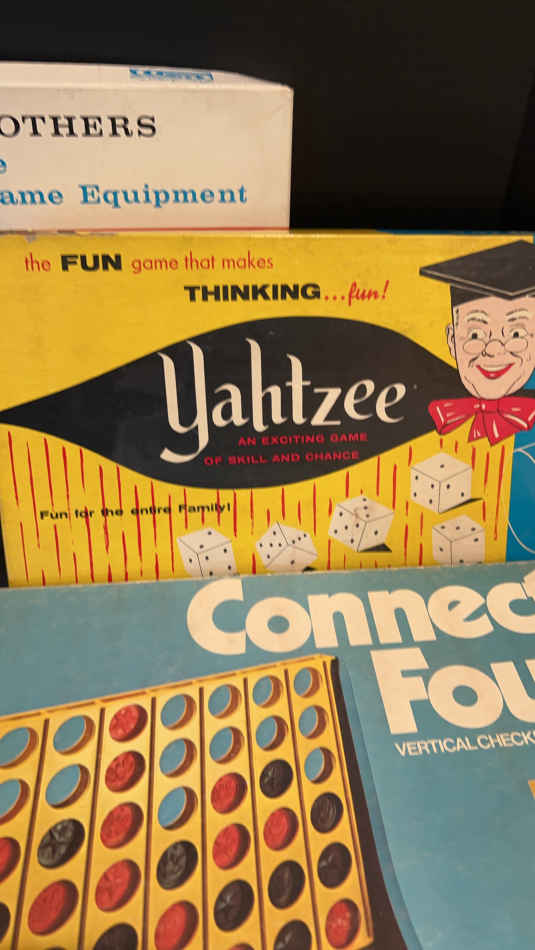 OTHERS
e
ame Equipment
the FUN game that makes
THINKING...fun!
Yahtzee
AN EXCITING GAME
OF SKILL AND CHANCE
Fun for the entire Family!
Connect
Fou
VERTICAL CHECK